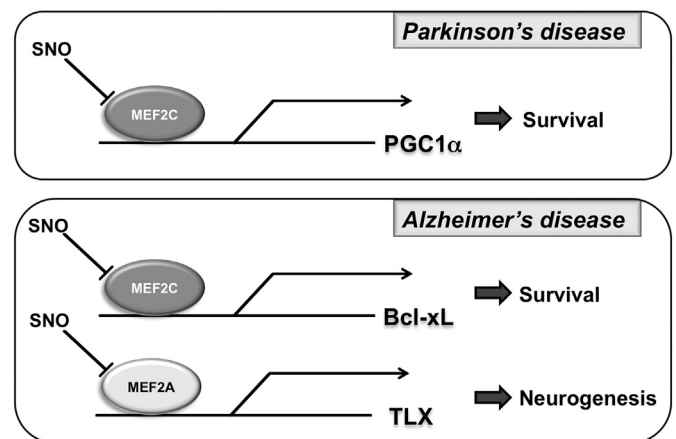 Parkinson's disease
SNO
MEF2C
PGC1α
Survival
Alzheimer's disease
SNO
MEF2C
Bcl-xL
Survival
SNO
MEF2A
TLX
Neurogenesis